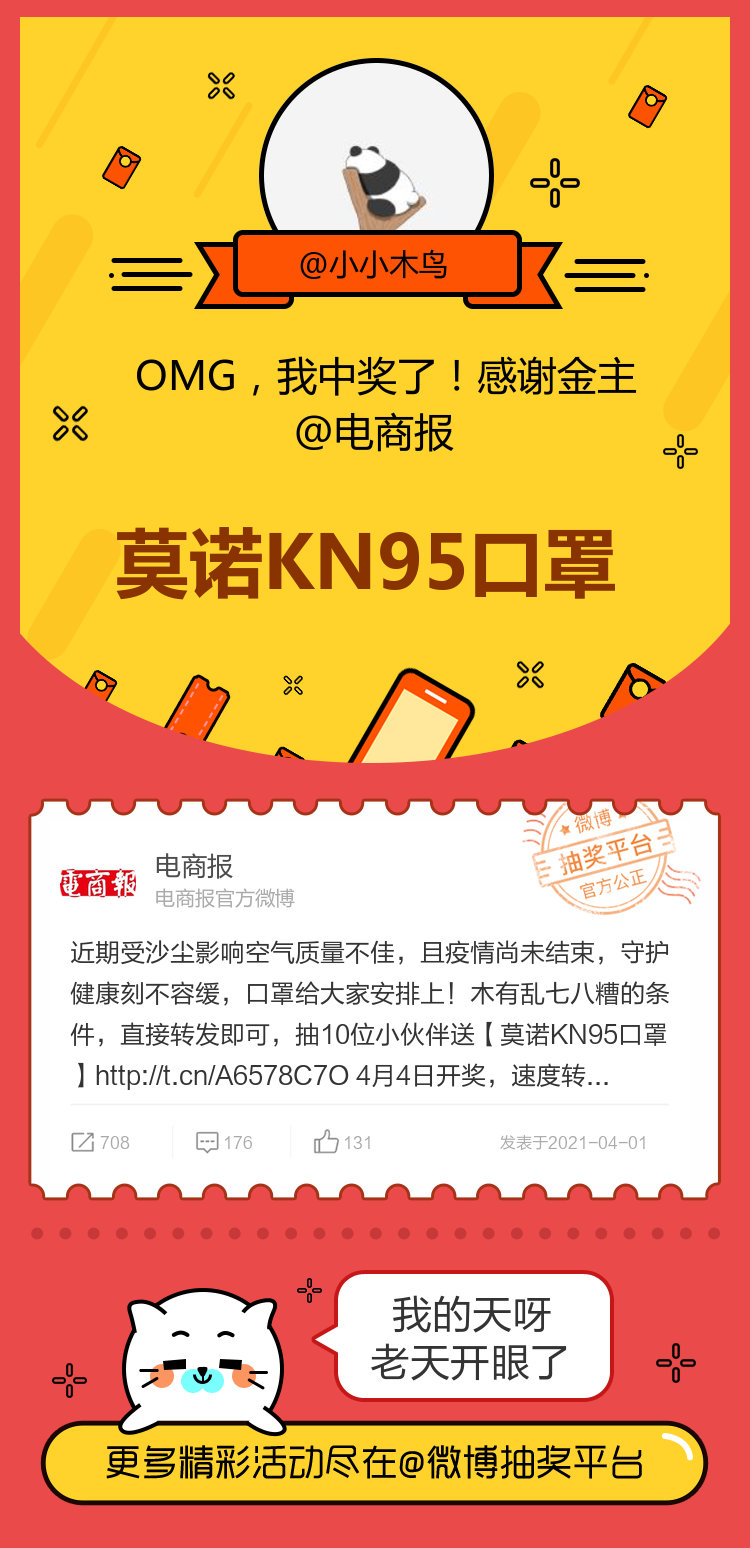 @小小木鸟
OMG，我中奖了！感谢金主
@电商报
莫诺KN95口罩
微博
抽奖平台
官方公正
電商報
电商报
电商报官方微博
近期受沙尘影响空气质量不佳，且疫情尚未结束，守护
健康刻不容缓，口罩给大家安排上！木有乱七八糟的条
件，直接转发即可，抽10位小伙伴送【莫诺KN95口罩
】http://t.cn/A6578C7O 4月4日开奖，速度转...
708 176 131 发表于2021-04-01
我的天呀
老天开眼了
更多精彩活动尽在@微博抽奖平台